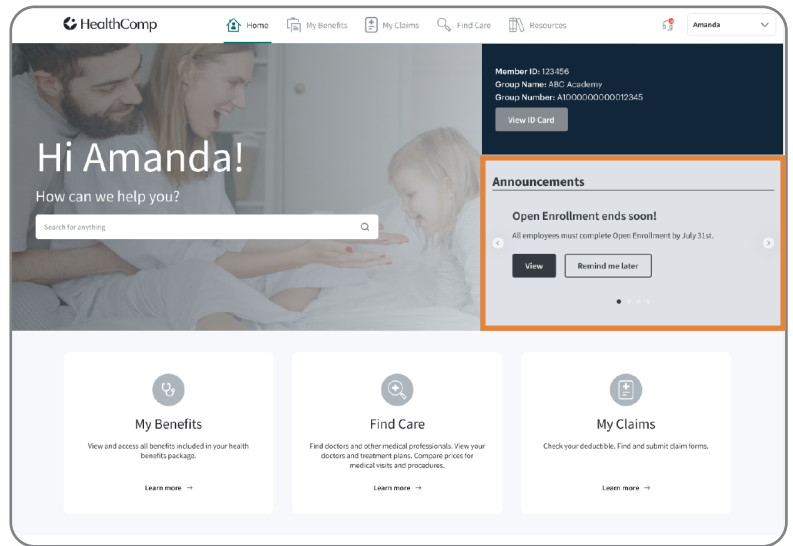 HealthComp
Home
My Benefits
My Claims
Find Care
Resources
Amanda
Member ID: 123456
Group Name: ABC Academy
Group Number: A1000000000012345
View ID Card
Hi Amanda!
How can we help you?
Search for anything
Announcements
Open Enrollment ends soon!
All employees must complete Open Enrollment by July 31st.
View
Remind me later
My Benefits
View and access all benefits included in your health
benefits package.
Learn more →
Find Care
Find doctors and other medical professionals. View your
doctors and treatment plans. Compare prices for
medical visits and procedures.
Learn more →
My Claims
Check your deductible. Find and submit claim forms.
Learn more →